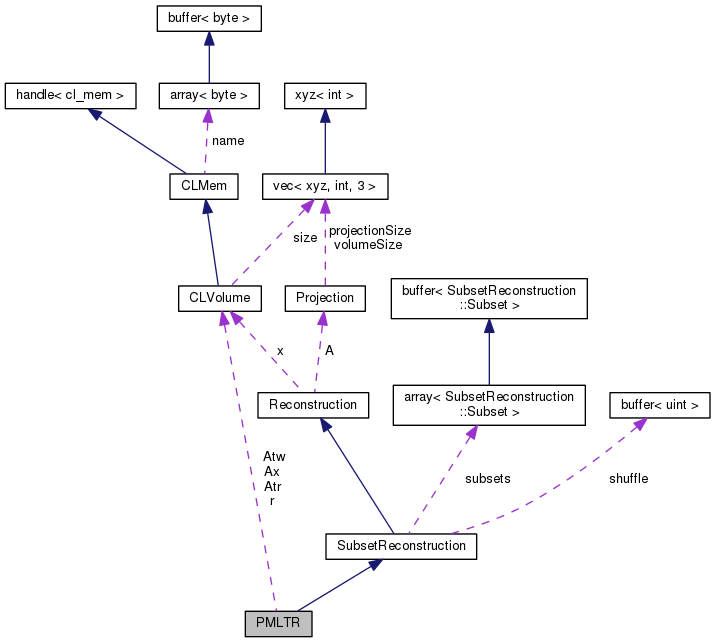 buffer< byte >
handle< cl_mem >
array< byte >
xyz< int >
name
CLMem
vec< xyz, int, 3 >
size
projectionSize
volumeSize
CLVolume
Projection
buffer< SubsetReconstruction
::Subset >
x
A
Reconstruction
array< SubsetReconstruction
::Subset >
buffer< uint >
Atw
Ax
Atr
r
subsets
shuffle
SubsetReconstruction
PMLTR